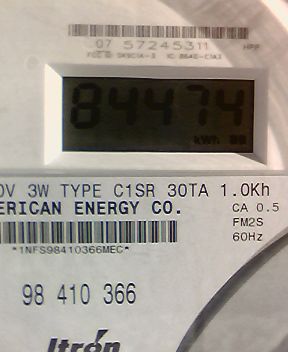 07 57245311
84474
kWh
0V 3W TYPE C1SR 30TA 1.0Kh
ERICAN ENERGY CO.
CA 0.5
FM2S
60Hz
*1NFS98410366MEC*
98 410 366
Itrón